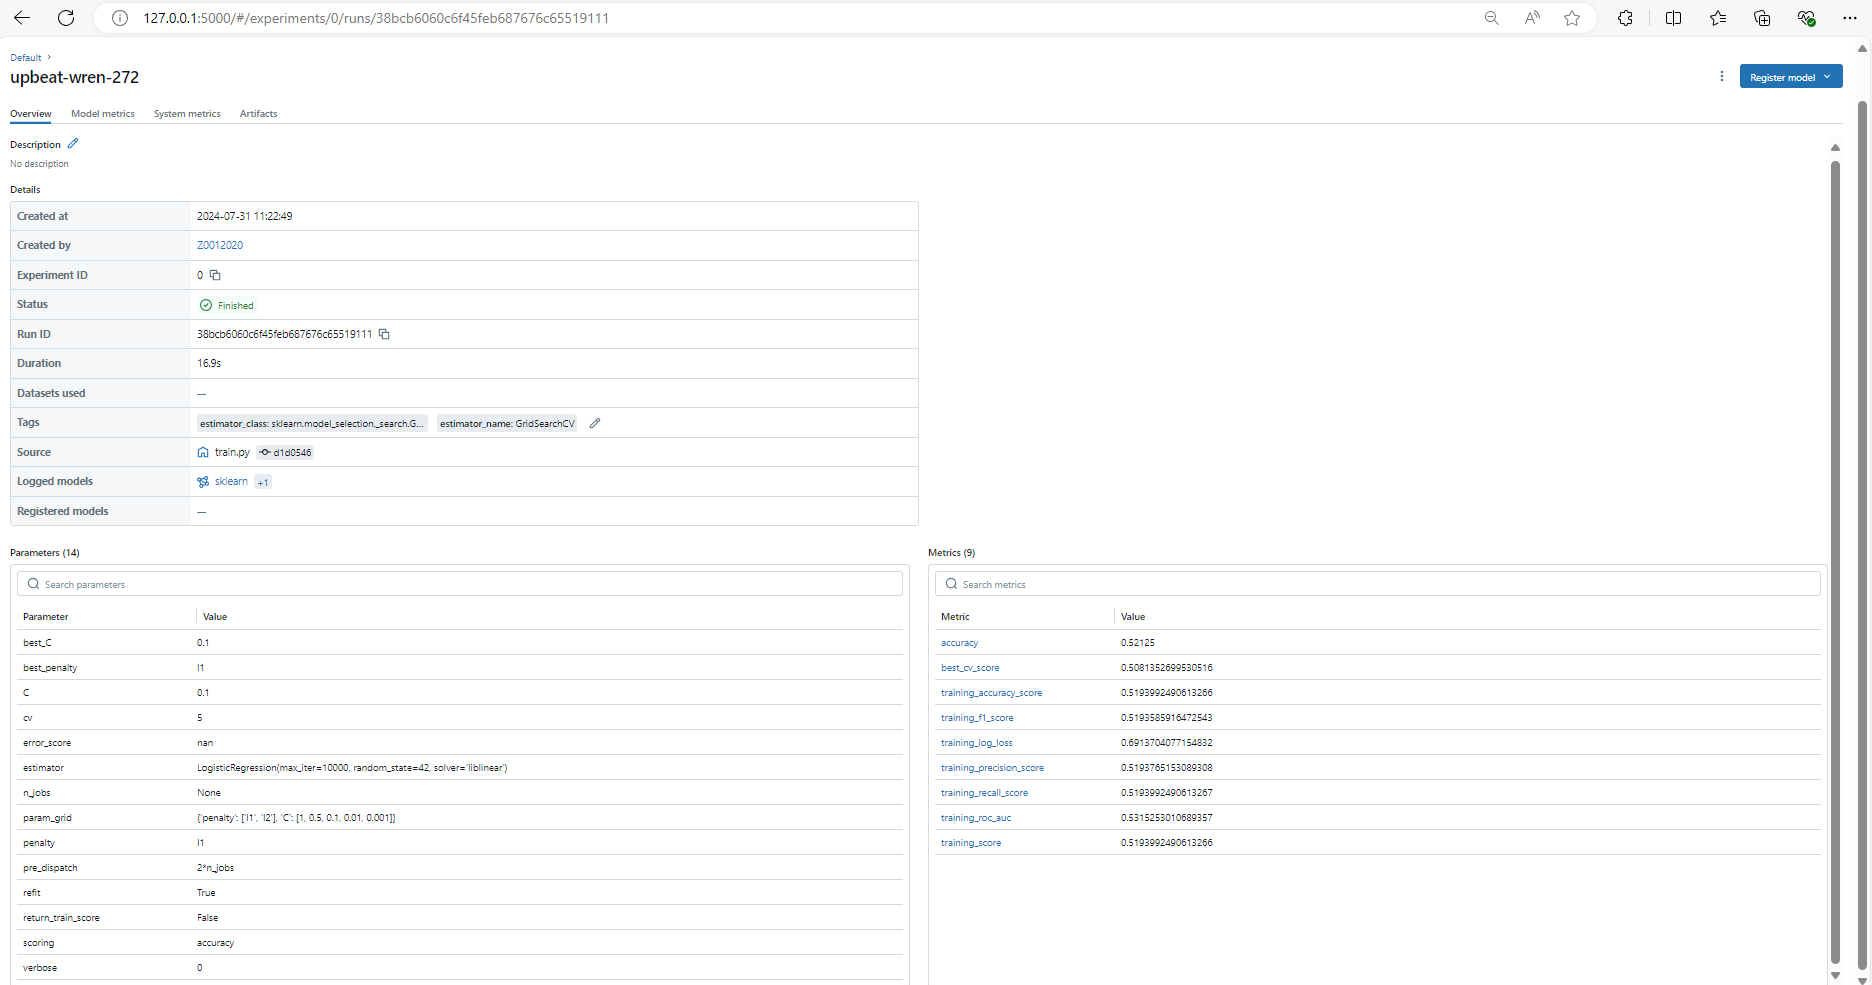 127.0.0.1:5000/#/experiments/0/runs/38bcb6060c6f45feb687676c65519111
Default >
upbeat-wren-272
Register model
Overview Model metrics System metrics Artifacts
Description
No description
Details
Created at 2024-07-31 11:22:49
Created by Z0012020
Experiment ID 0
Status Finished
Run ID 38bcb6060c6f45feb687676c65519111
Duration 16.9s
Datasets used —
Tags estimator_class: sklearn.model_selection._search.G... estimator_name: GridSearchCV
Source train.py d1d0546
Logged models sklearn +1
Registered models —
Parameters (14)
Search parameters
Parameter Value
best_C 0.1
best_penalty l1
C 0.1
cv 5
error_score nan
estimator LogisticRegression(max_iter=10000, random_state=42, solver='liblinear')
n_jobs None
param_grid {'penalty': ['l1', 'l2'], 'C': [1, 0.5, 0.1, 0.01, 0.001]}
penalty l1
pre_dispatch 2*n_jobs
refit True
return_train_score False
scoring accuracy
verbose 0
Metrics (9)
Search metrics
Metric Value
accuracy 0.52125
best_cv_score 0.5081352699530516
training_accuracy_score 0.5193992490613266
training_f1_score 0.5193585916472543
training_log_loss 0.6913704077154832
training_precision_score 0.5193765153089308
training_recall_score 0.5193992490613267
training_roc_auc 0.5315253010689357
training_score 0.5193992490613266